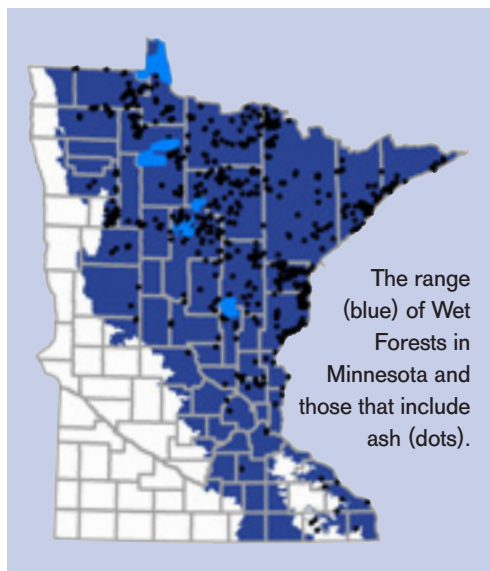 The range
(blue) of Wet
Forests in
Minnesota and
those that include
ash (dots).